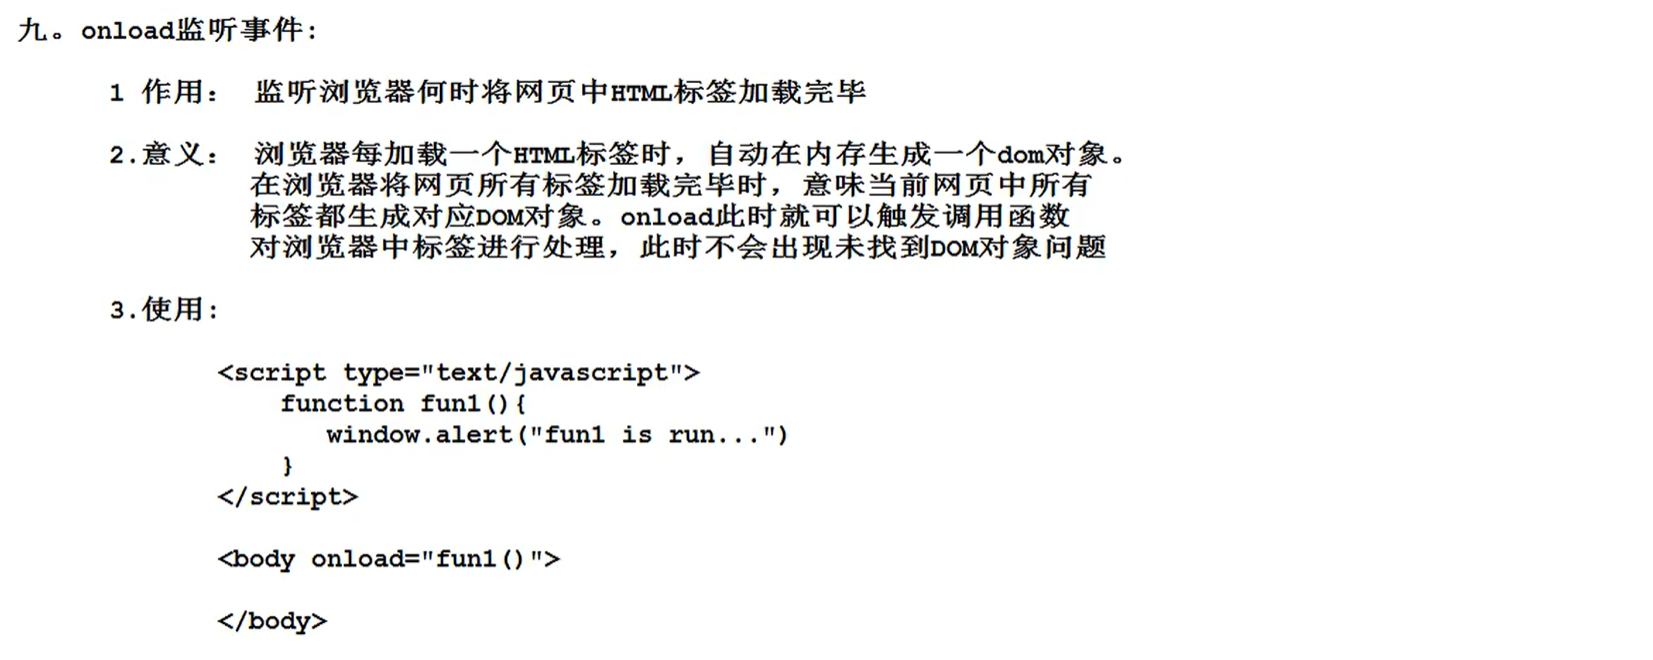 九。onload监听事件:
1 作用： 监听浏览器何时将网页中HTML标签加载完毕
2.意义： 浏览器每加载一个HTML标签时，自动在内存生成一个dom对象。
在浏览器将网页所有标签加载完毕时，意味当前网页中所有
标签都生成对应DOM对象。onload此时就可以触发调用函数
对浏览器中标签进行处理，此时不会出现未找到DOM对象问题
3.使用:
<script type="text/javascript">
function fun1(){
window.alert("fun1 is run...")
}
</script>
<body onload="fun1()">
</body>